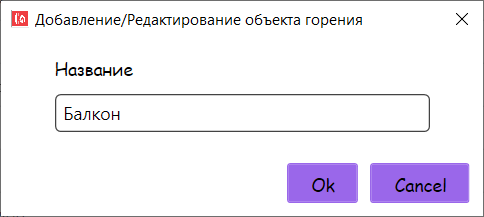 Добавление/Редактирование объекта горения
Название
Балкон
Ok Cancel